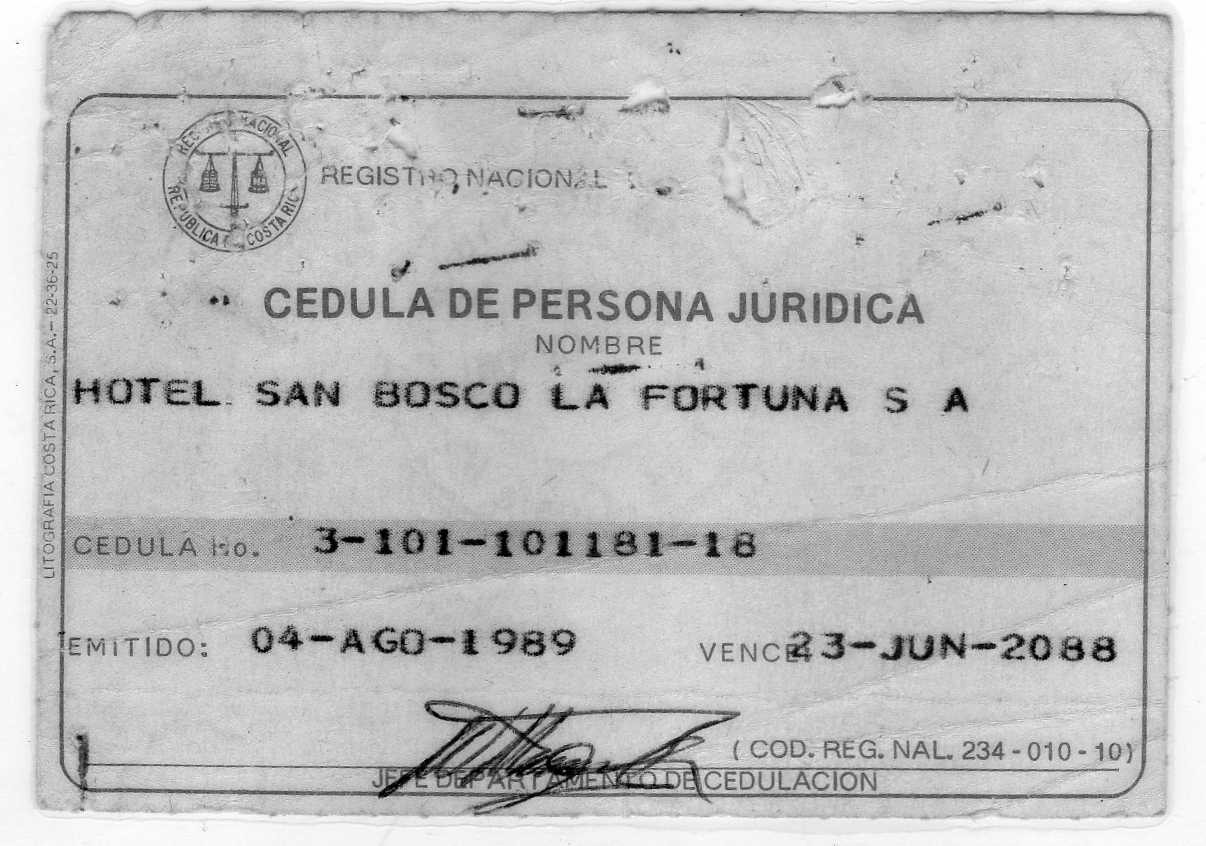 REGISTRO NACIONAL
REPUBLICA DE COSTA RICA
REGISTRO NACIONAL
CEDULA DE PERSONA JURIDICA
NOMBRE
HOTEL SAN BOSCO LA FORTUNA S A
CEDULA No. 3-101-101181-18
EMITIDO: 04-AGO-1989 VENCE: 23-JUN-2088
(COD. REG. NAL. 234-010-10)
JEFE DEPARTAMENTO DE CEDULACION
LITOGRAFIA COSTA RICA, S.A.- 22-36-25